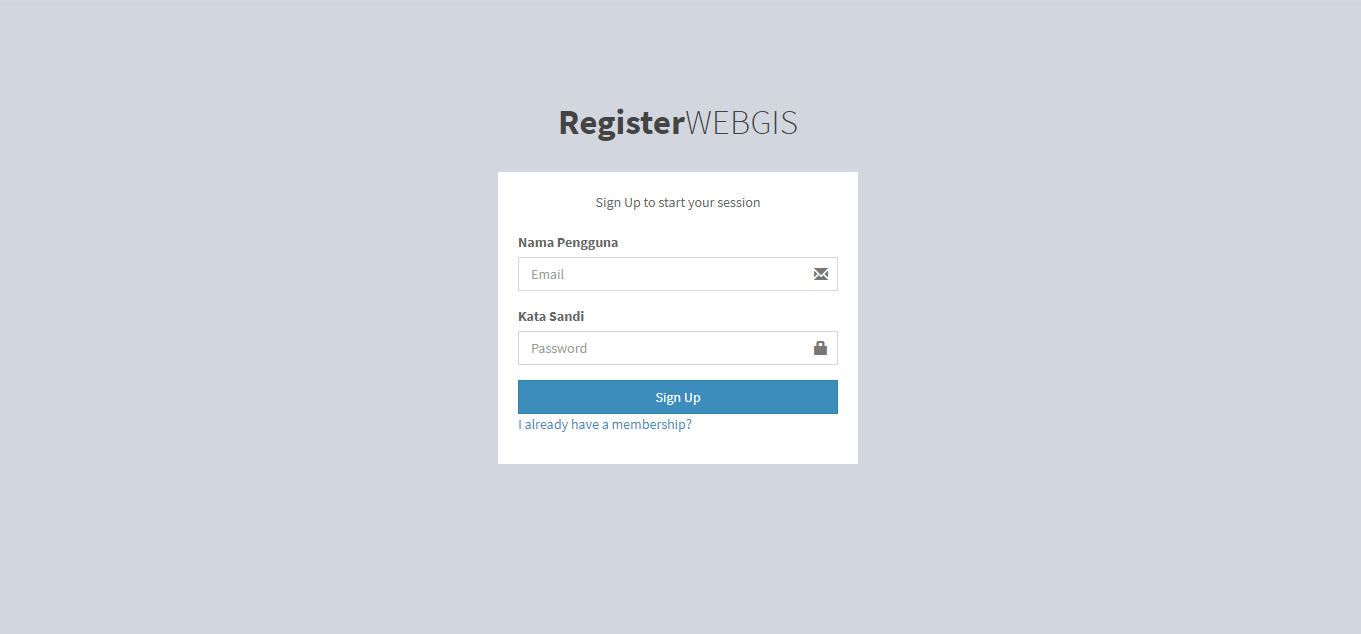 RegisterWEBGIS
Sign Up to start your session
Nama Pengguna
Email
Kata Sandi
Password
Sign Up
I already have a membership?